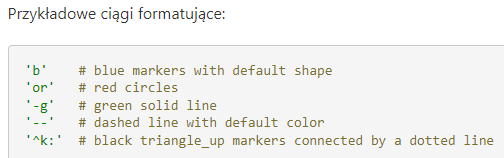 Przykładowe ciągi formatujące:
'b'    # blue markers with default shape
'or'   # red circles
'-g'   # green solid line
'--'   # dashed line with default color
'^k:'  # black triangle_up markers connected by a dotted line